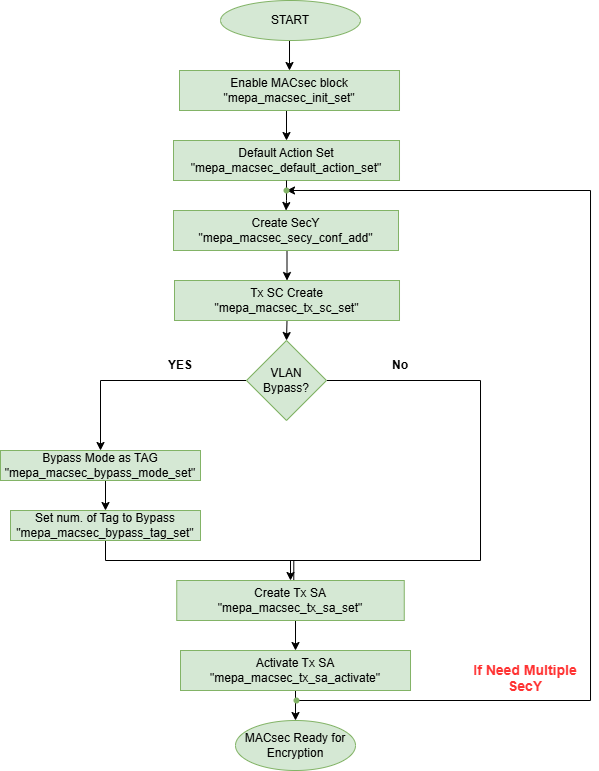 START
Enable MACsec block
"mepa_macsec_init_set"
Default Action Set
"mepa_macsec_default_action_set"
Create SecY
"mepa_macsec_secy_conf_add"
Tx SC Create
"mepa_macsec_tx_sc_set"
VLAN
Bypass?
YES
No
Bypass Mode as TAG
"mepa_macsec_bypass_mode_set"
Set num. of Tag to Bypass
"mepa_macsec_bypass_tag_set"
Create Tx SA
"mepa_macsec_tx_sa_set"
Activate Tx SA
"mepa_macsec_tx_sa_activate"
If Need Multiple
SecY
MACsec Ready for
Encryption